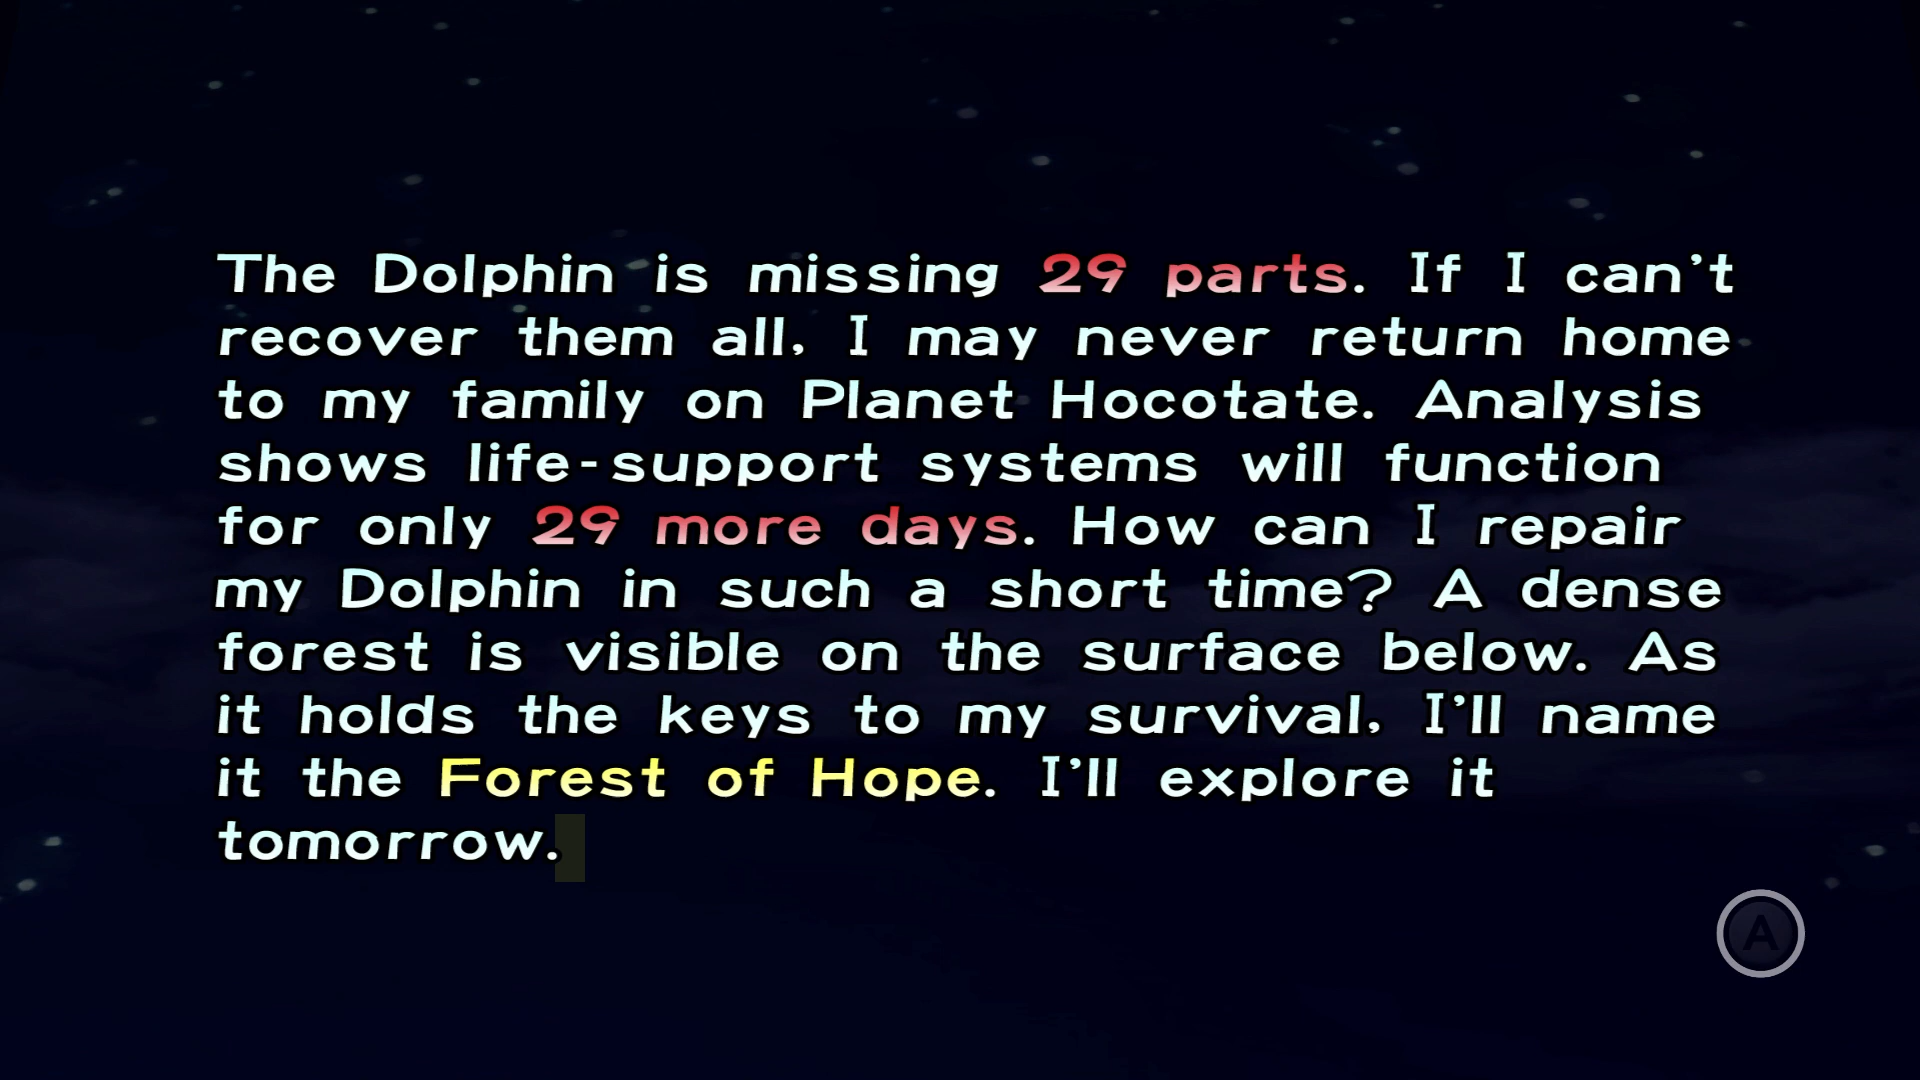 The Dolphin is missing 29 parts. If I can't
recover them all, I may never return home
to my family on Planet Hocotate. Analysis
shows life-support systems will function
for only 29 more days. How can I repair
my Dolphin in such a short time? A dense
forest is visible on the surface below. As
it holds the keys to my survival, I'll name
it the Forest of Hope. I'll explore it
tomorrow.
A